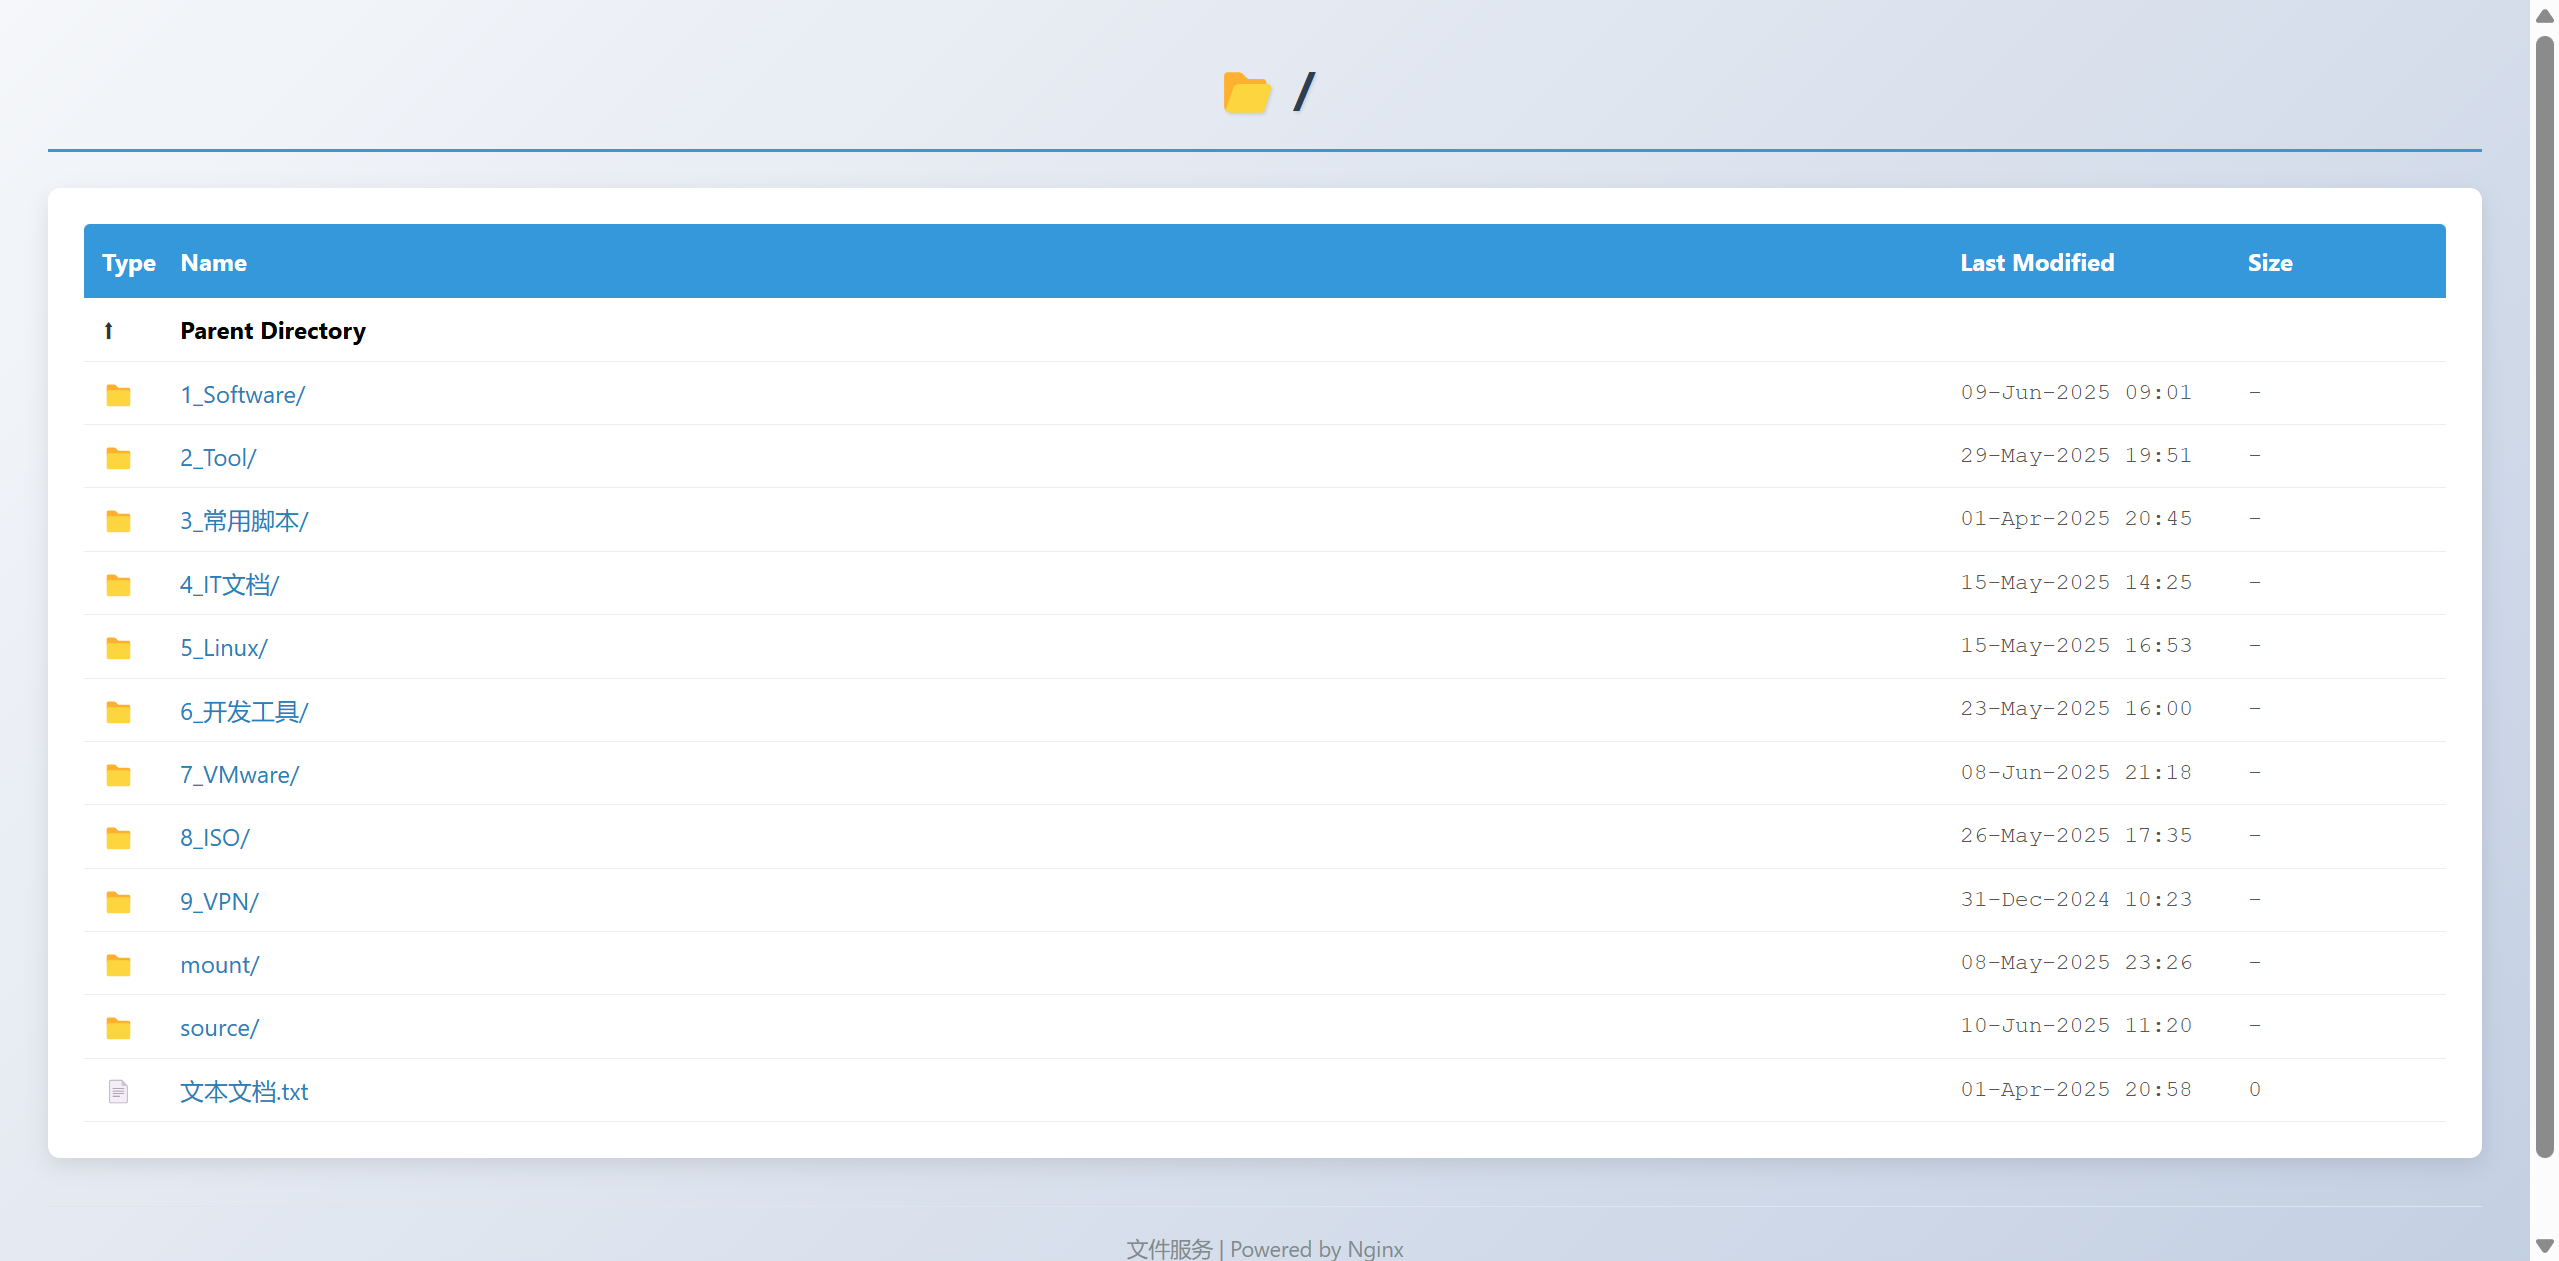 /
Type Name Last Modified Size
Parent Directory
1_Software/ 09-Jun-2025 09:01 -
2_Tool/ 29-May-2025 19:51 -
3_常用脚本/ 01-Apr-2025 20:45 -
4_IT文档/ 15-May-2025 14:25 -
5_Linux/ 15-May-2025 16:53 -
6_开发工具/ 23-May-2025 16:00 -
7_VMware/ 08-Jun-2025 21:18 -
8_ISO/ 26-May-2025 17:35 -
9_VPN/ 31-Dec-2024 10:23 -
mount/ 08-May-2025 23:26 -
source/ 10-Jun-2025 11:20 -
文本文档.txt 01-Apr-2025 20:58 0
文件服务 | Powered by Nginx